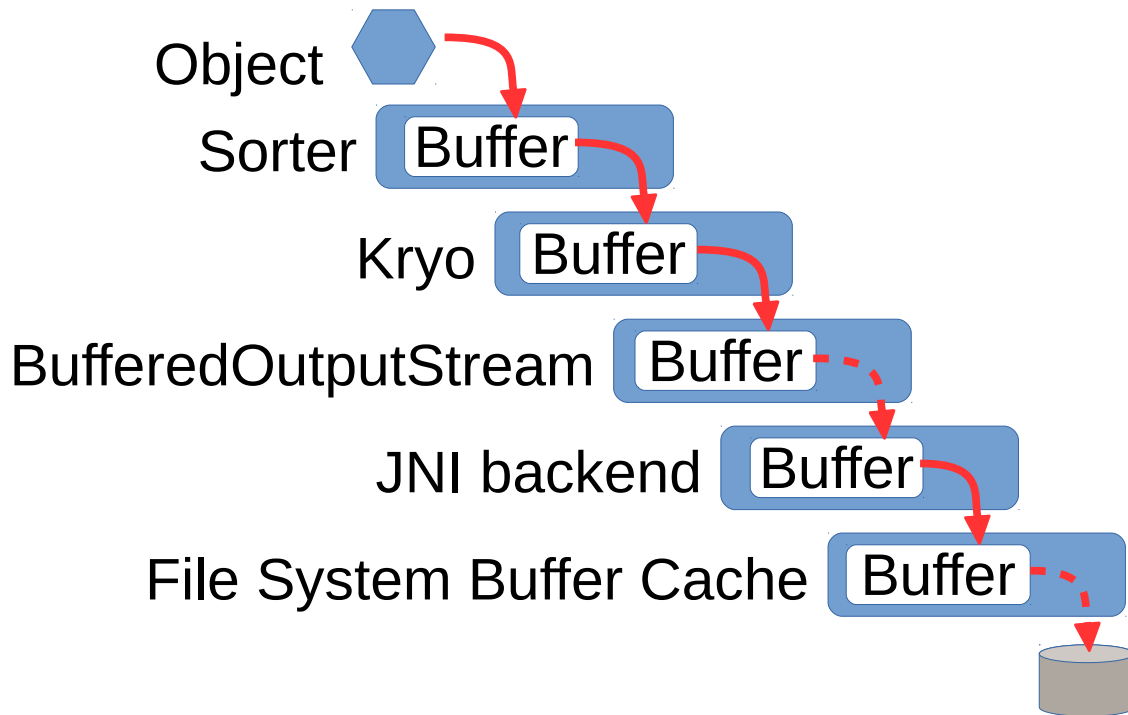 Object
Sorter Buffer
Kryo Buffer
BufferedOutputStream Buffer
JNI backend Buffer
File System Buffer Cache Buffer